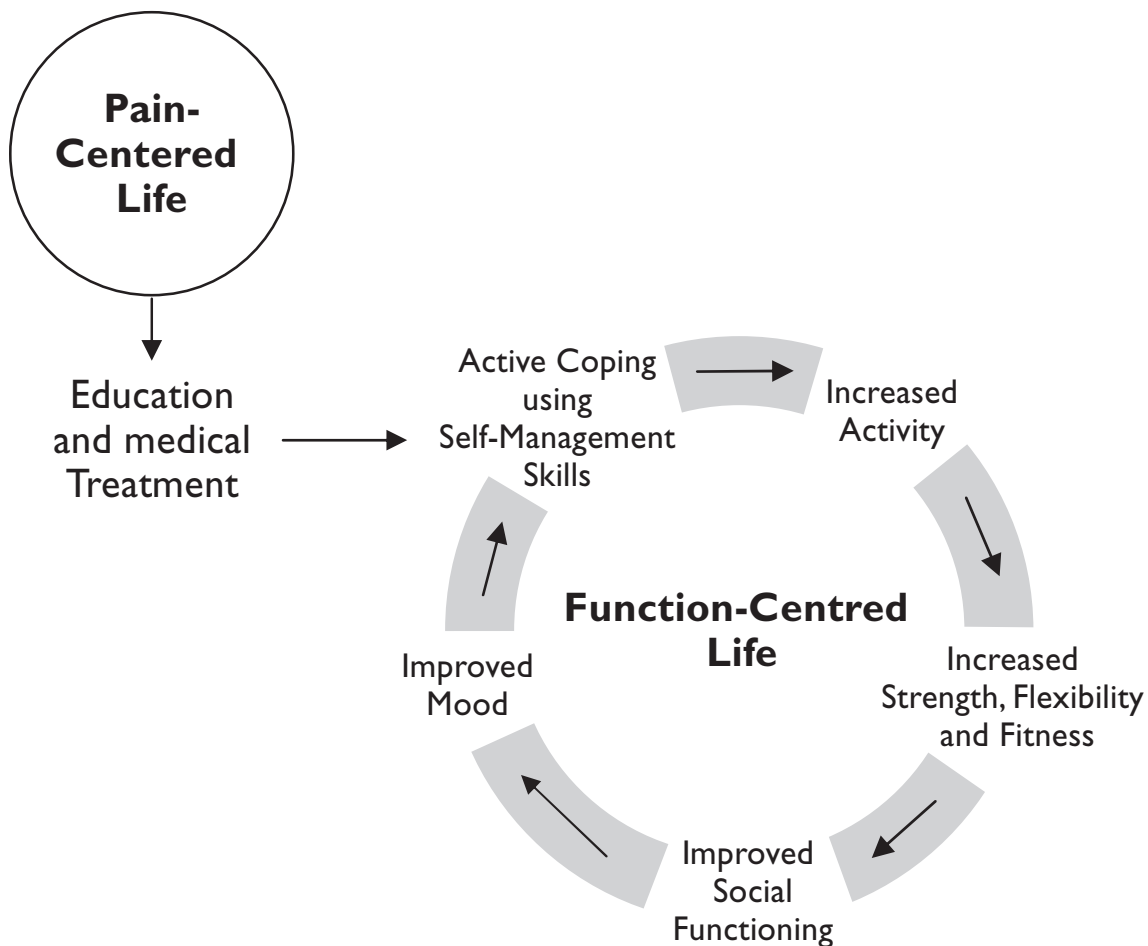 Pain-
Centered
Life
Education
and medical
Treatment
Active Coping
using
Self-Management
Skills
Increased
Activity
Increased
Strength, Flexibility
and Fitness
Improved
Social
Functioning
Improved
Mood
Function-Centred
Life